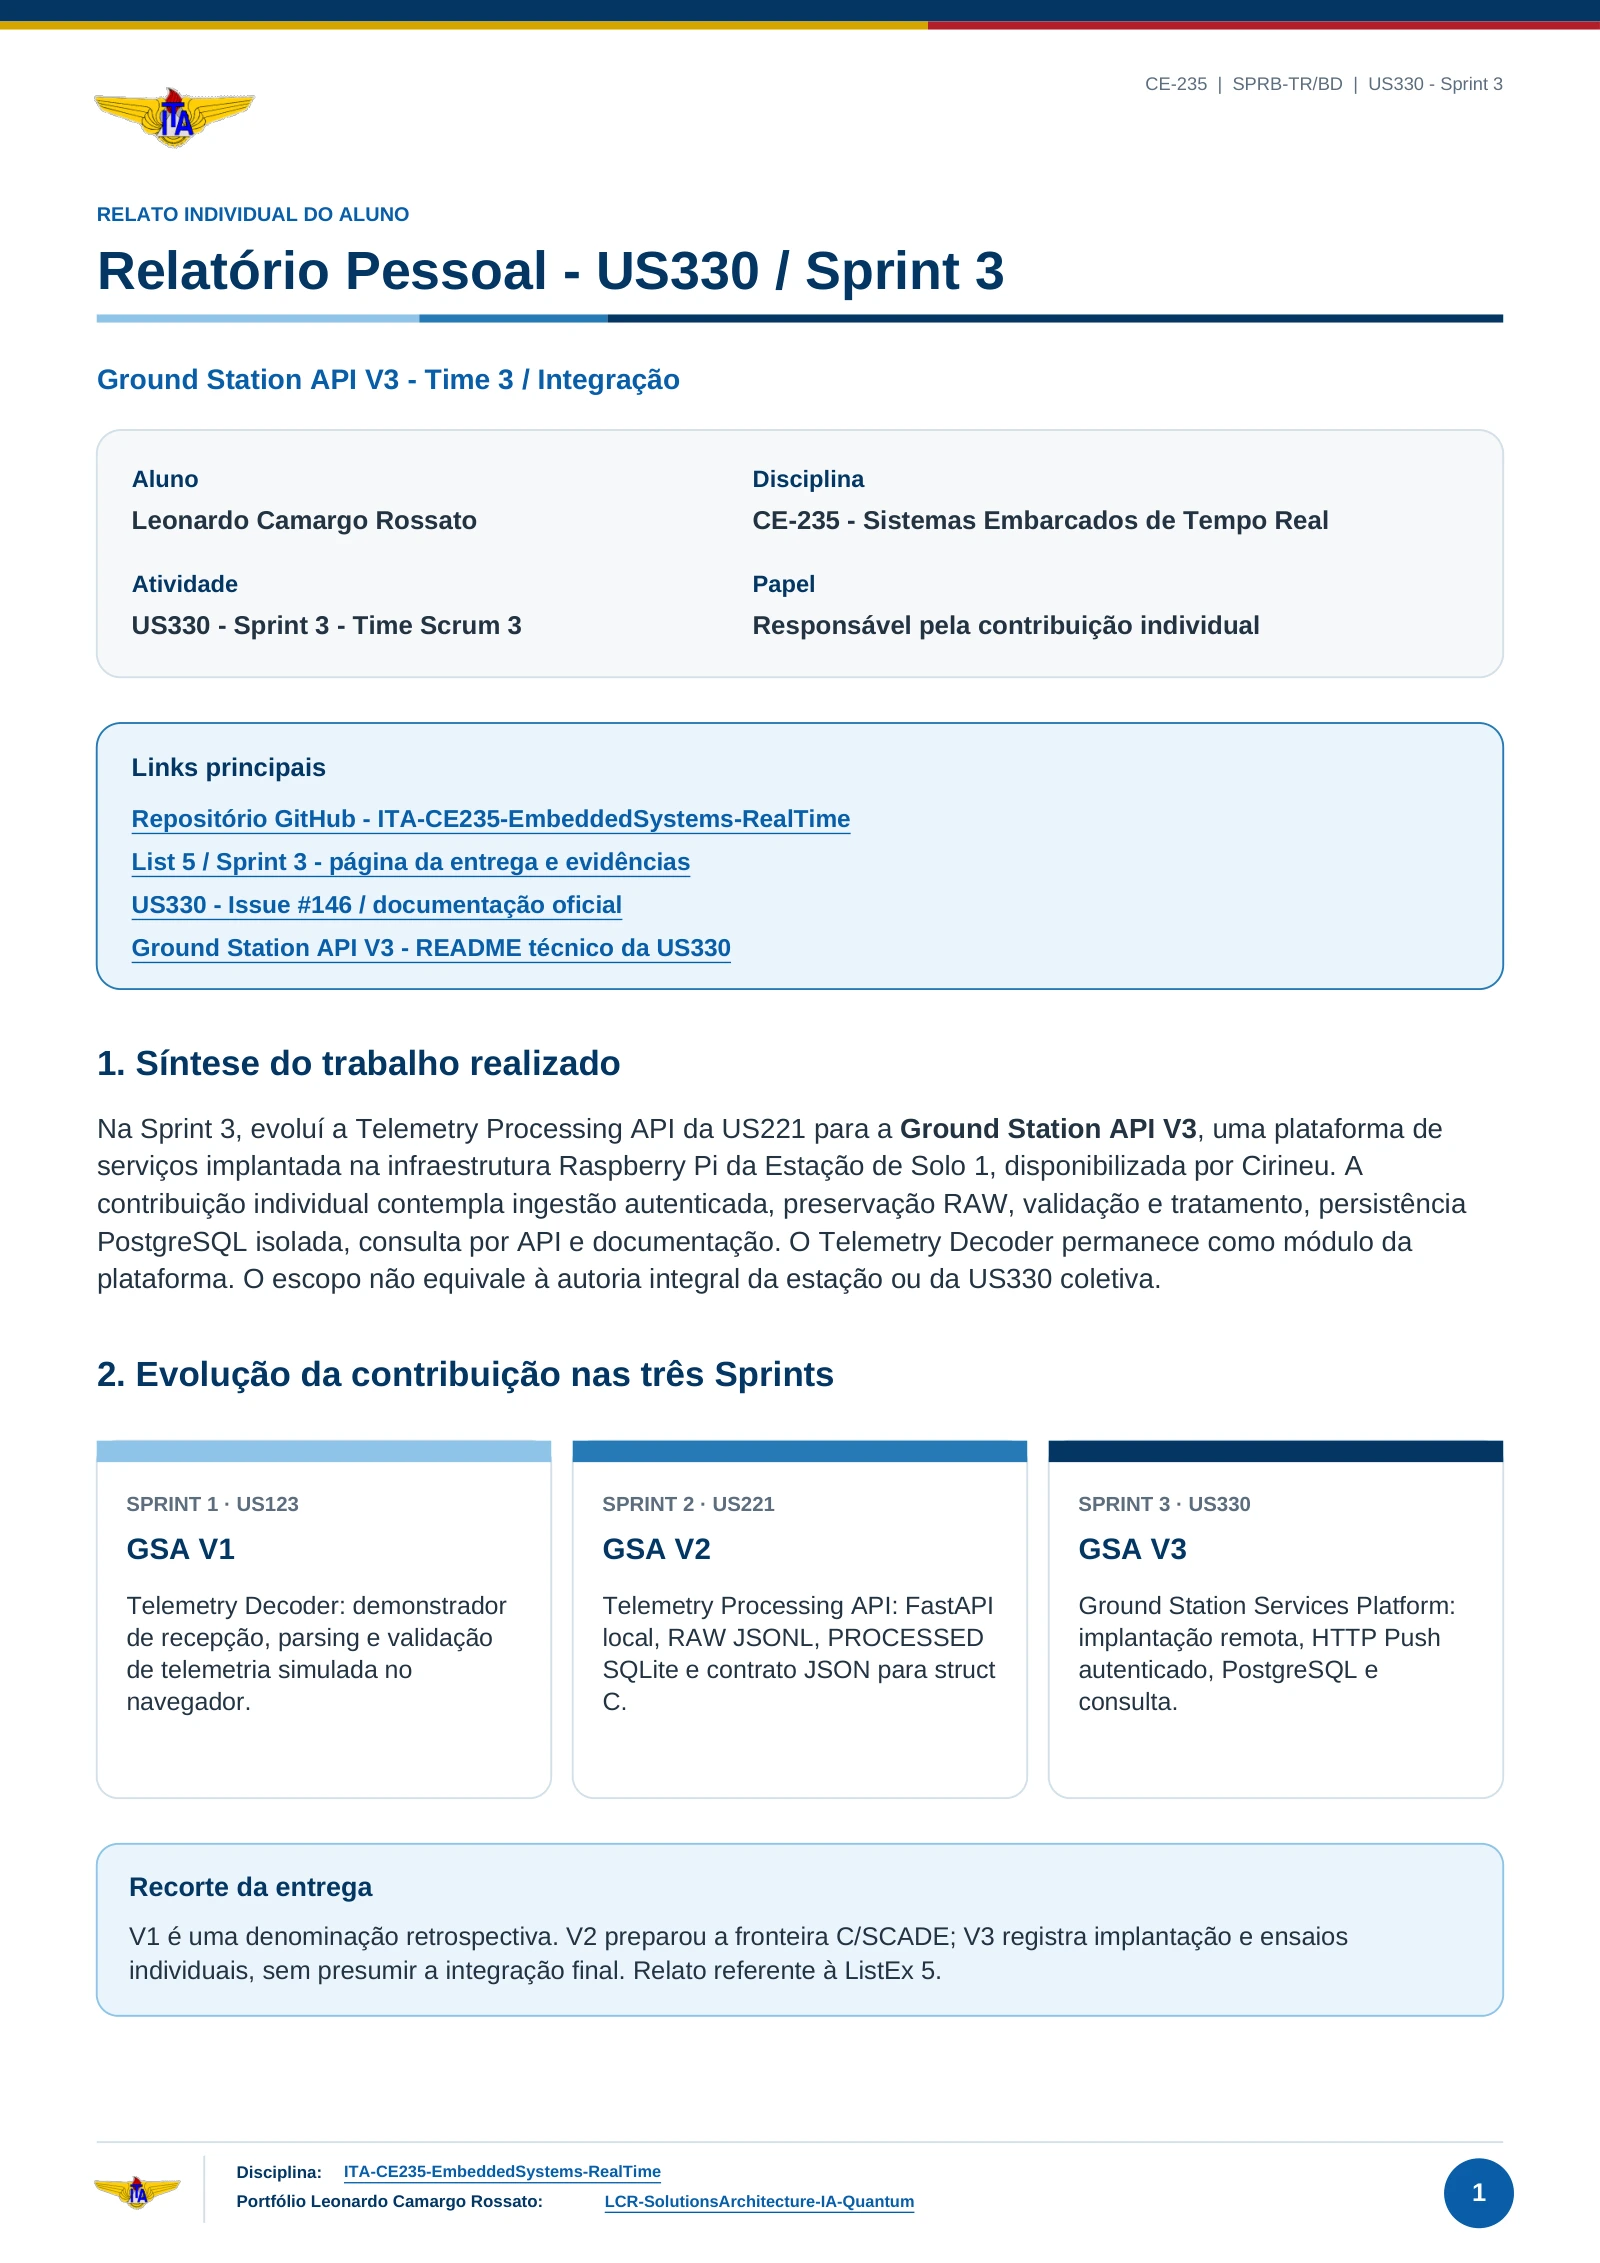 CE-235 | SPRB-TR/BD | US330 - Sprint 3
ITA
RELATO INDIVIDUAL DO ALUNO
Relatório Pessoal - US330 / Sprint 3
Ground Station API V3 - Time 3 / Integração
Aluno
Leonardo Camargo Rossato
Disciplina
CE-235 - Sistemas Embarcados de Tempo Real
Atividade
US330 - Sprint 3 - Time Scrum 3
Papel
Responsável pela contribuição individual
Links principais
Repositório GitHub - ITA-CE235-EmbeddedSystems-RealTime
List 5 / Sprint 3 - página da entrega e evidências
US330 - Issue #146 / documentação oficial
Ground Station API V3 - README técnico da US330
1. Síntese do trabalho realizado
Na Sprint 3, evoluí a Telemetry Processing API da US221 para a Ground Station API V3, uma plataforma de
serviços implantada na infraestrutura Raspberry Pi da Estação de Solo 1, disponibilizada por Cirineu. A
contribuição individual contempla ingestão autenticada, preservação RAW, validação e tratamento, persistência
PostgreSQL isolada, consulta por API e documentação. O Telemetry Decoder permanece como módulo da
plataforma. O escopo não equivale à autoria integral da estação ou da US330 coletiva.
2. Evolução da contribuição nas três Sprints
SPRINT 1 · US123
GSA V1
Telemetry Decoder: demonstrador
de recepção, parsing e validação
de telemetria simulada no
navegador.
SPRINT 2 · US221
GSA V2
Telemetry Processing API: FastAPI
local, RAW JSONL, PROCESSED
SQLite e contrato JSON para struct
C.
SPRINT 3 · US330
GSA V3
Ground Station Services Platform:
implantação remota, HTTP Push
autenticado, PostgreSQL e
consulta.
Recorte da entrega
V1 é uma denominação retrospectiva. V2 preparou a fronteira C/SCADE; V3 registra implantação e ensaios
individuais, sem presumir a integração final. Relato referente à ListEx 5.
ITA
Disciplina: ITA-CE235-EmbeddedSystems-RealTime
Portfólio Leonardo Camargo Rossato: LCR-SolutionsArchitecture-IA-Quantum
1